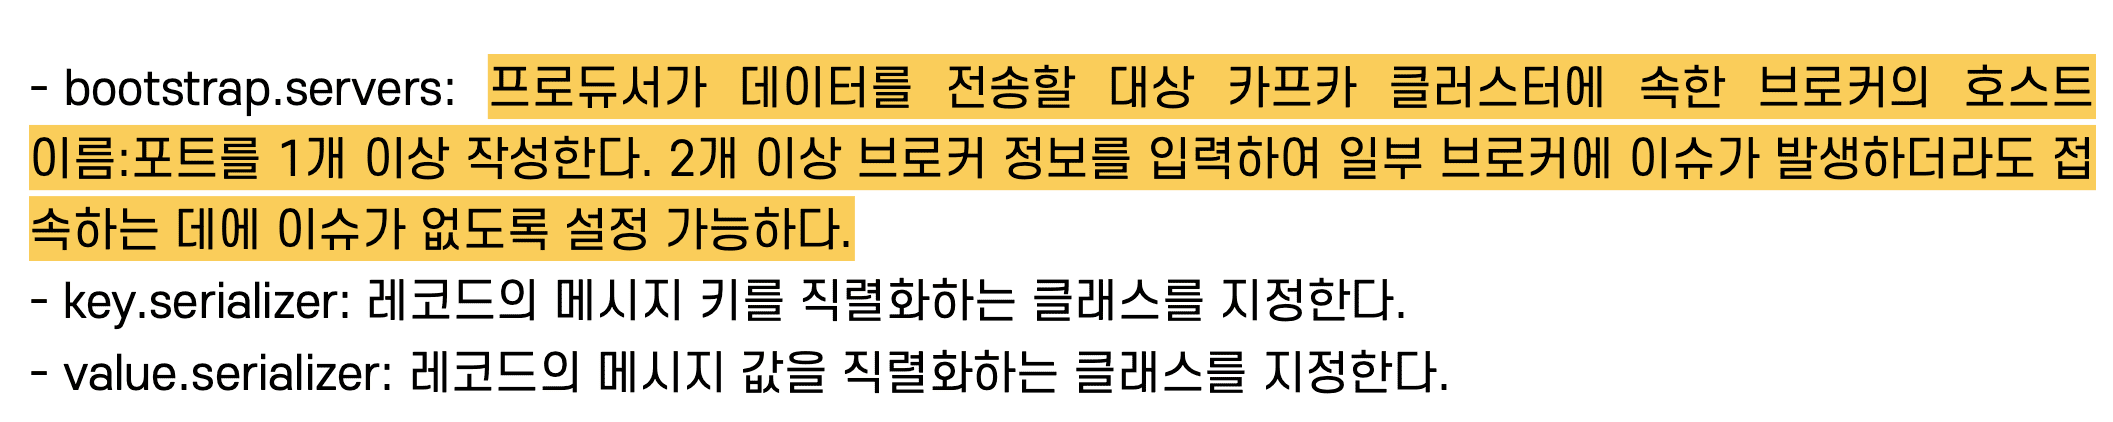 - bootstrap.servers: 프로듀서가 데이터를 전송할 대상 카프카 클러스터에 속한 브로커의 호스트
이름:포트를 1개 이상 작성한다. 2개 이상 브로커 정보를 입력하여 일부 브로커에 이슈가 발생하더라도 접
속하는 데에 이슈가 없도록 설정 가능하다.
- key.serializer: 레코드의 메시지 키를 직렬화하는 클래스를 지정한다.
- value.serializer: 레코드의 메시지 값을 직렬화하는 클래스를 지정한다.